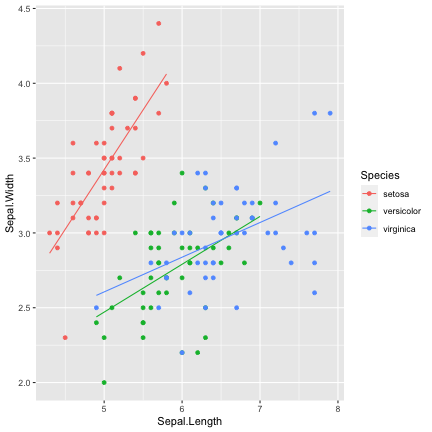 4.5
4.0
3.5
3.0
2.5
2.0
Sepal.Width
5
6
7
8
Sepal.Length
Species
setosa
versicolor
virginica